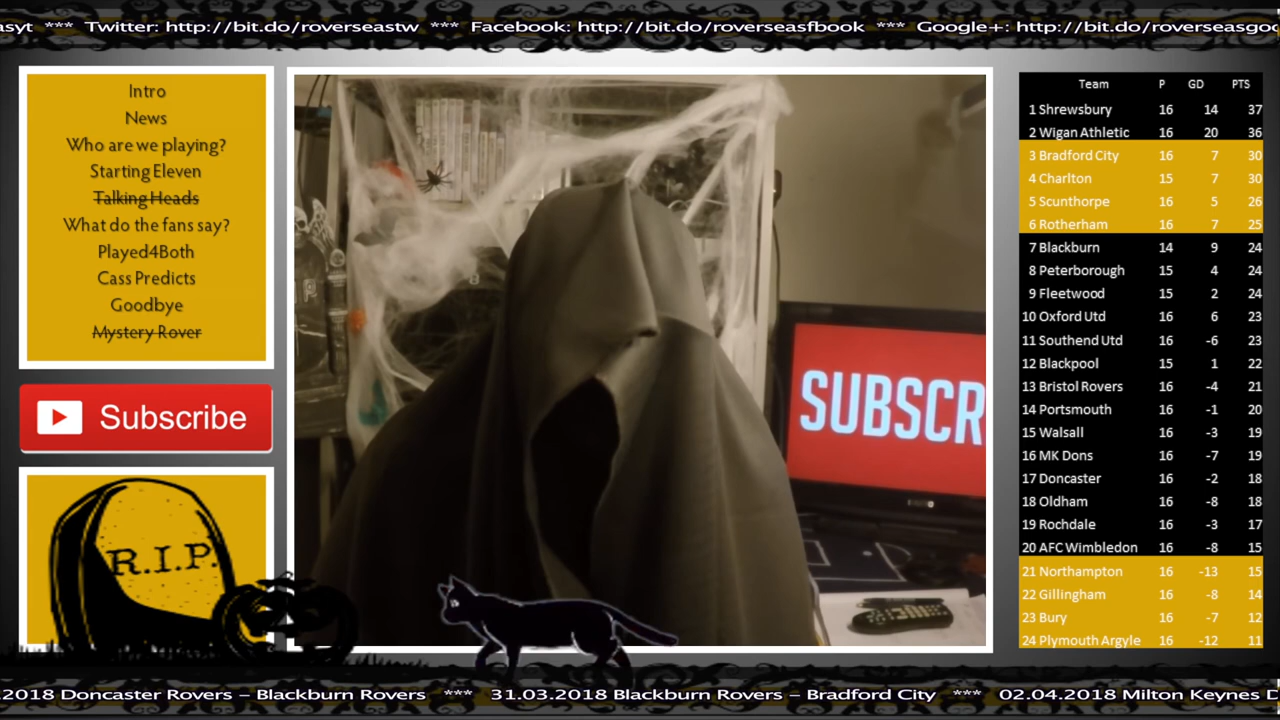 asyt *** Twitter: http://bit.do/roverseastw *** Facebook: http://bit.do/roverseasfbook *** Google+: http://bit.do/roverseasgoo
Intro
News
Who are we playing?
Starting Eleven
Talking Heads
What do the fans say?
Played4Both
Cass Predicts
Goodbye
Mystery Rover
Subscribe
R.I.P.
SUBSCR
Team P GD PTS
1 Shrewsbury 16 14 37
2 Wigan Athletic 16 20 36
3 Bradford City 16 7 30
4 Charlton 15 7 30
5 Scunthorpe 16 5 26
6 Rotherham 16 7 25
7 Blackburn 14 9 24
8 Peterborough 15 4 24
9 Fleetwood 15 2 24
10 Oxford Utd 16 6 23
11 Southend Utd 16 -6 23
12 Blackpool 15 1 22
13 Bristol Rovers 16 -4 21
14 Portsmouth 16 -1 20
15 Walsall 16 -3 19
16 MK Dons 16 -7 19
17 Doncaster 16 -2 18
18 Oldham 16 -8 18
19 Rochdale 16 -3 17
20 AFC Wimbledon 16 -8 15
21 Northampton 16 -13 15
22 Gillingham 16 -8 14
23 Bury 16 -7 12
24 Plymouth Argyle 16 -12 11
.2018 Doncaster Rovers – Blackburn Rovers *** 31.03.2018 Blackburn Rovers – Bradford City *** 02.04.2018 Milton Keynes D